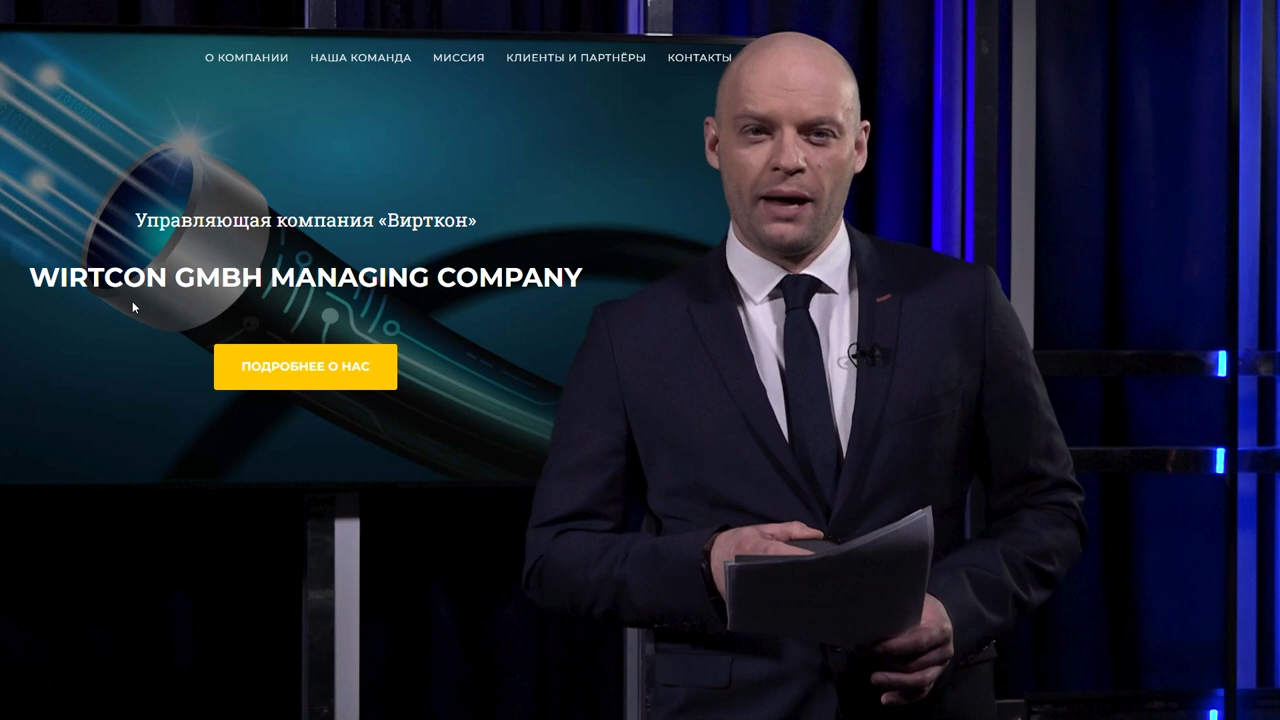 О КОМПАНИИ НАША КОМАНДА МИССИЯ КЛИЕНТЫ И ПАРТНЁРЫ КОНТАКТЫ
Управляющая компания «Вирткон»
WIRTCON GMBH MANAGING COMPANY
ПОДРОБНЕЕ О НАС